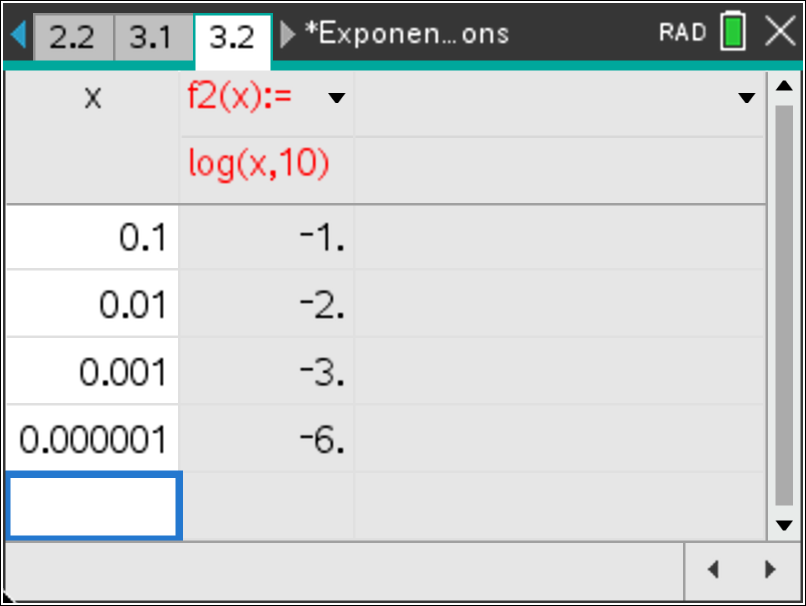 2.2 3.1 3.2 *Exponen...ons RAD
x f2(x):=
log(x,10)
0.1 -1.
0.01 -2.
0.001 -3.
0.000001 -6.